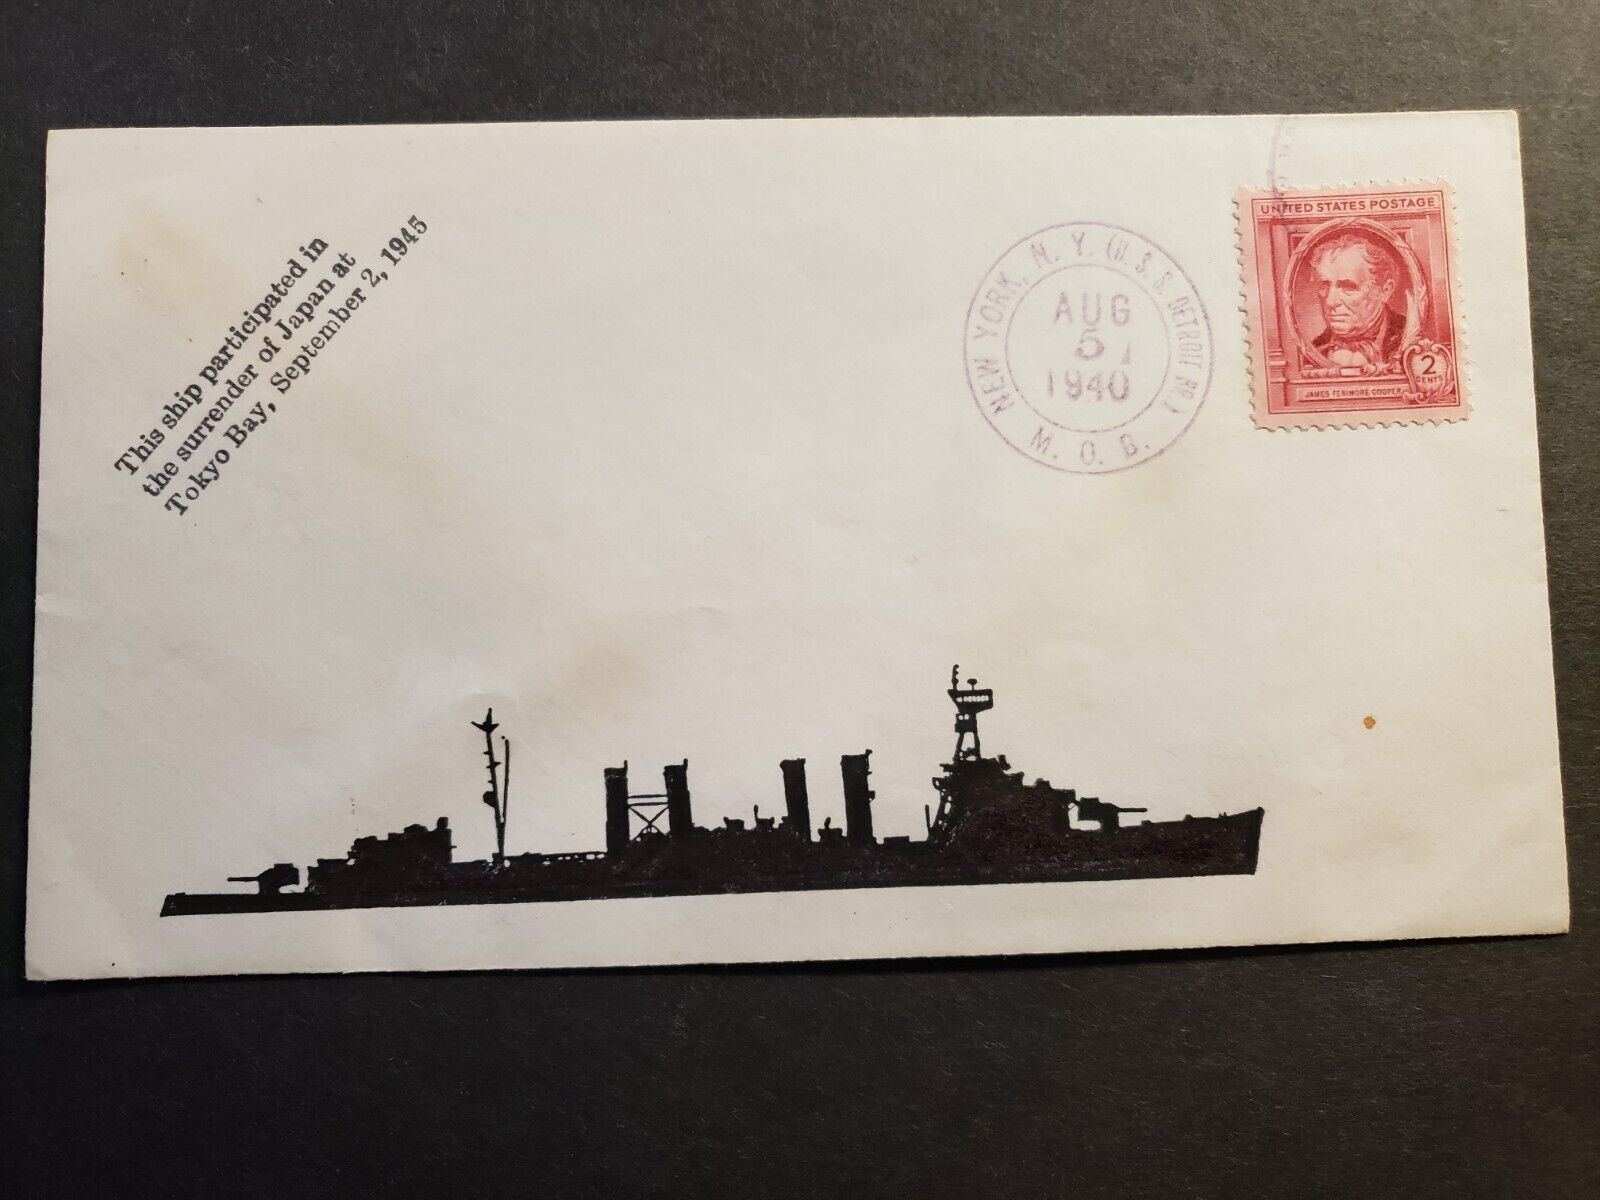 This ship participated in
the surrender of Japan at
Tokyo Bay, September 2, 1945
NEW YORK, N. Y. (U. S. S. DETROIT BR.)
AUG
5
1940
M. O. B.
UNITED STATES POSTAGE
2
CENTS
JAMES FENIMORE COOPER